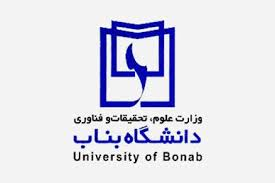 وزارت علوم، تحقیقات و فناوری
دانشگاه بناب
University of Bonab